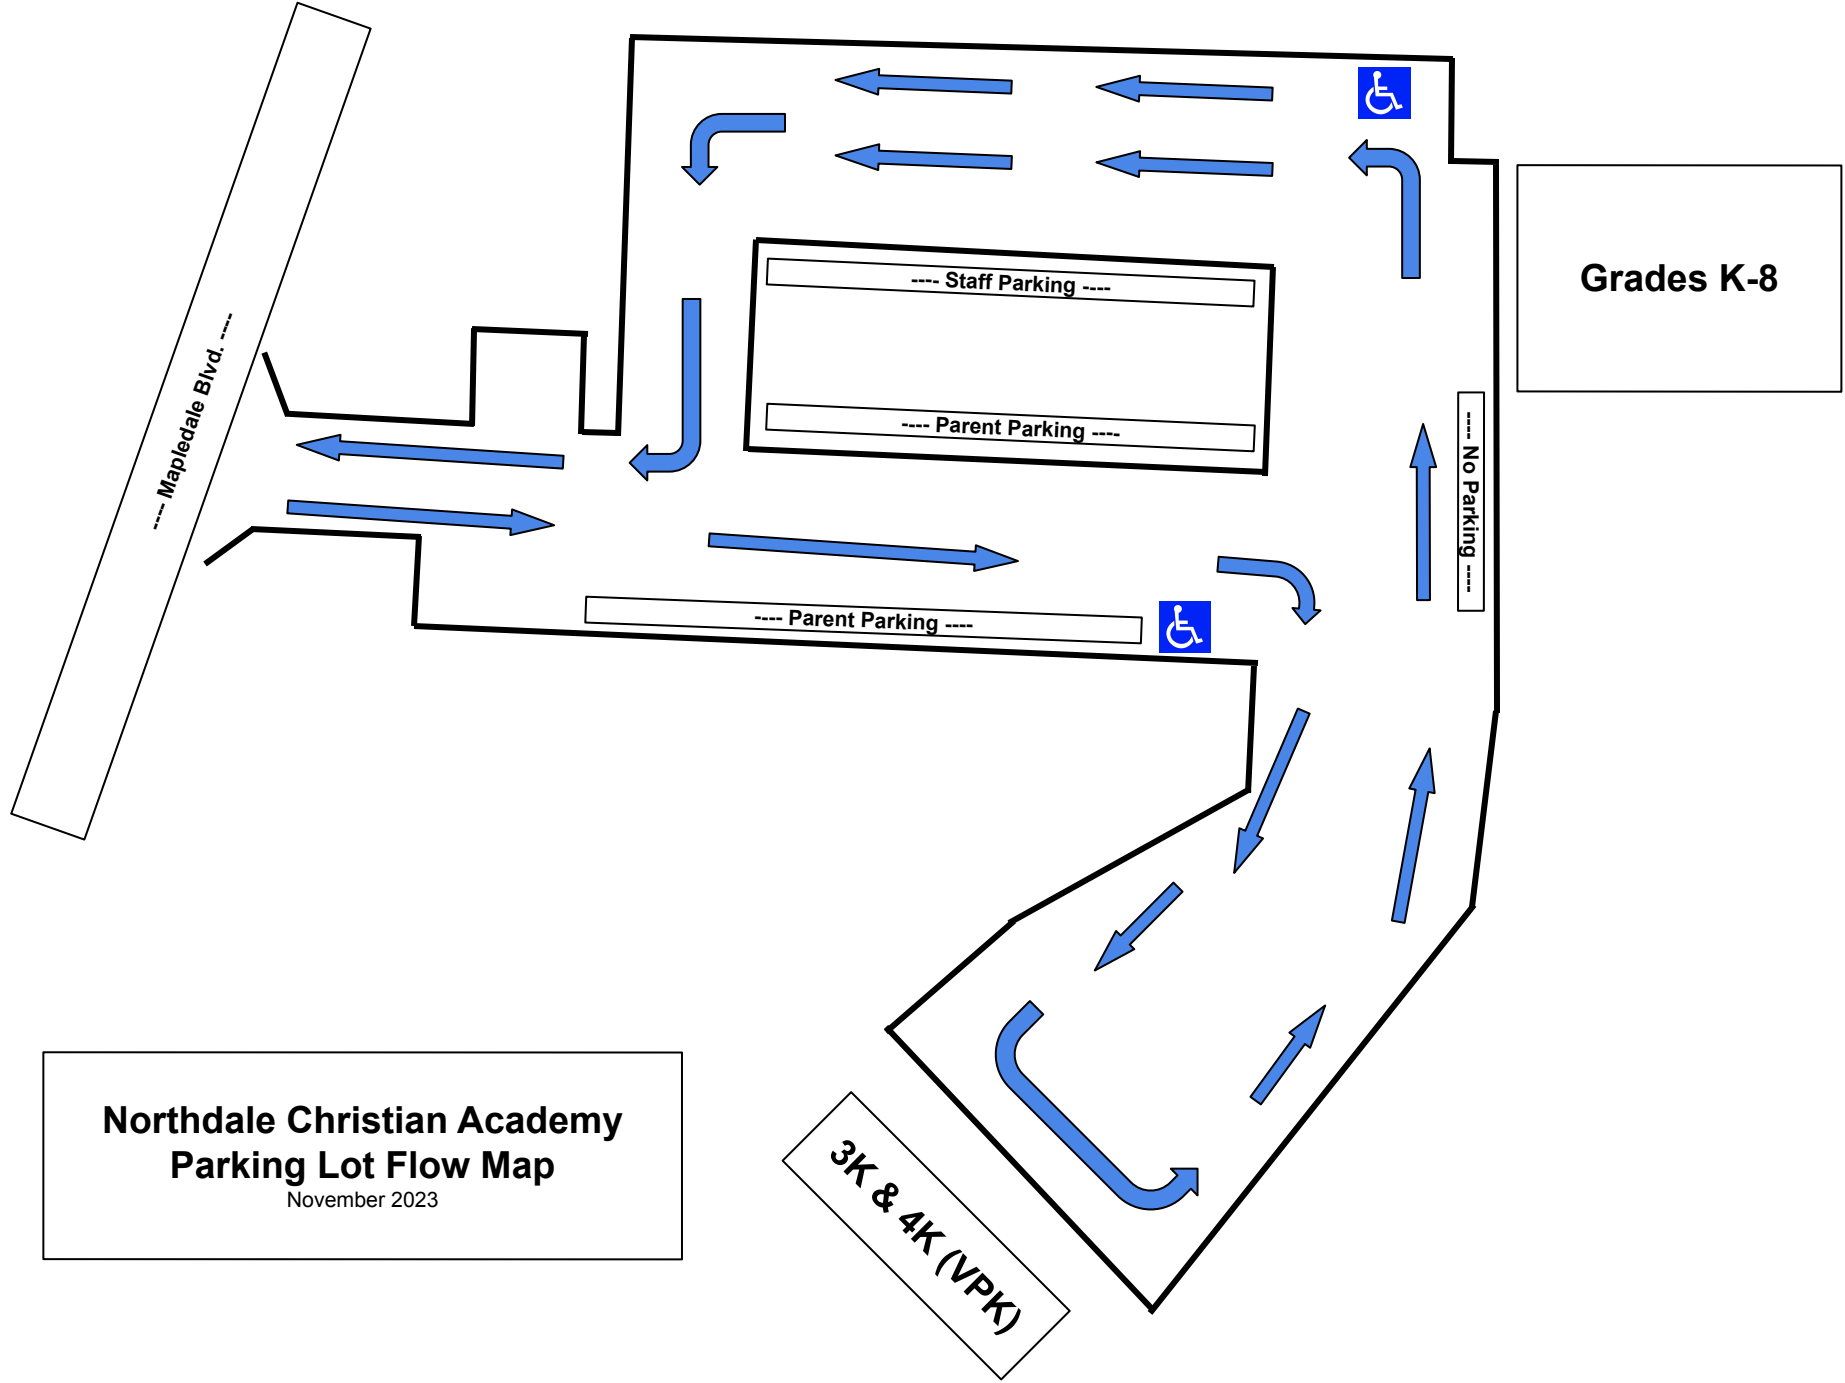 ---- Mapledale Blvd. ----
---- Staff Parking ----
---- Parent Parking ----
---- No Parking ----
Grades K-8
---- Parent Parking ----
Northdale Christian Academy
Parking Lot Flow Map
November 2023
3K & 4K (VPK)